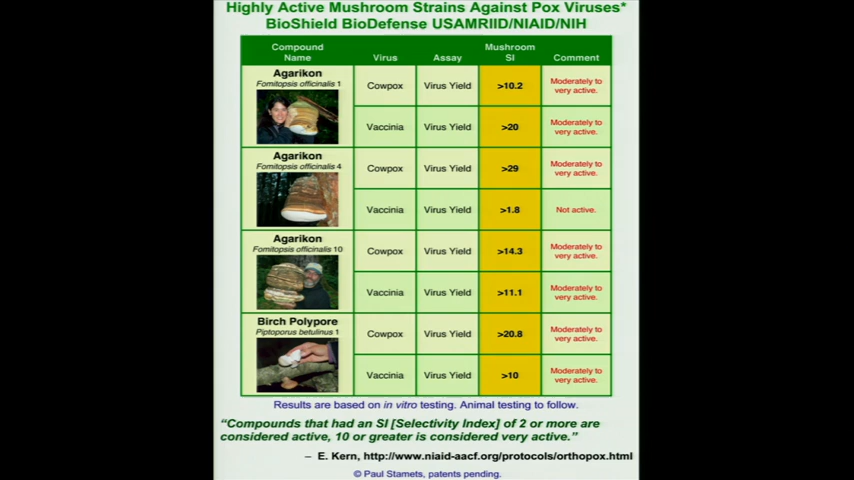 Highly Active Mushroom Strains Against Pox Viruses*
BioShield BioDefense USAMRIID/NIAID/NIH
Compound Name Virus Assay Mushroom SI Comment
Agarikon
Fomitopsis officinalis 1
Cowpox Virus Yield >10.2 Moderately to very active.
Vaccinia Virus Yield >20 Moderately to very active.
Agarikon
Fomitopsis officinalis 4
Cowpox Virus Yield >29 Moderately to very active.
Vaccinia Virus Yield >1.8 Not active.
Agarikon
Fomitopsis officinalis 10
Cowpox Virus Yield >14.3 Moderately to very active.
Vaccinia Virus Yield >11.1 Moderately to very active.
Birch Polypore
Piptoporus betulinus 1
Cowpox Virus Yield >20.8 Moderately to very active.
Vaccinia Virus Yield >10 Moderately to very active.
Results are based on in vitro testing. Animal testing to follow.
“Compounds that had an SI [Selectivity Index] of 2 or more are
considered active, 10 or greater is considered very active.”
– E. Kern, http://www.niaid-aacf.org/protocols/orthopox.html
© Paul Stamets, patents pending.